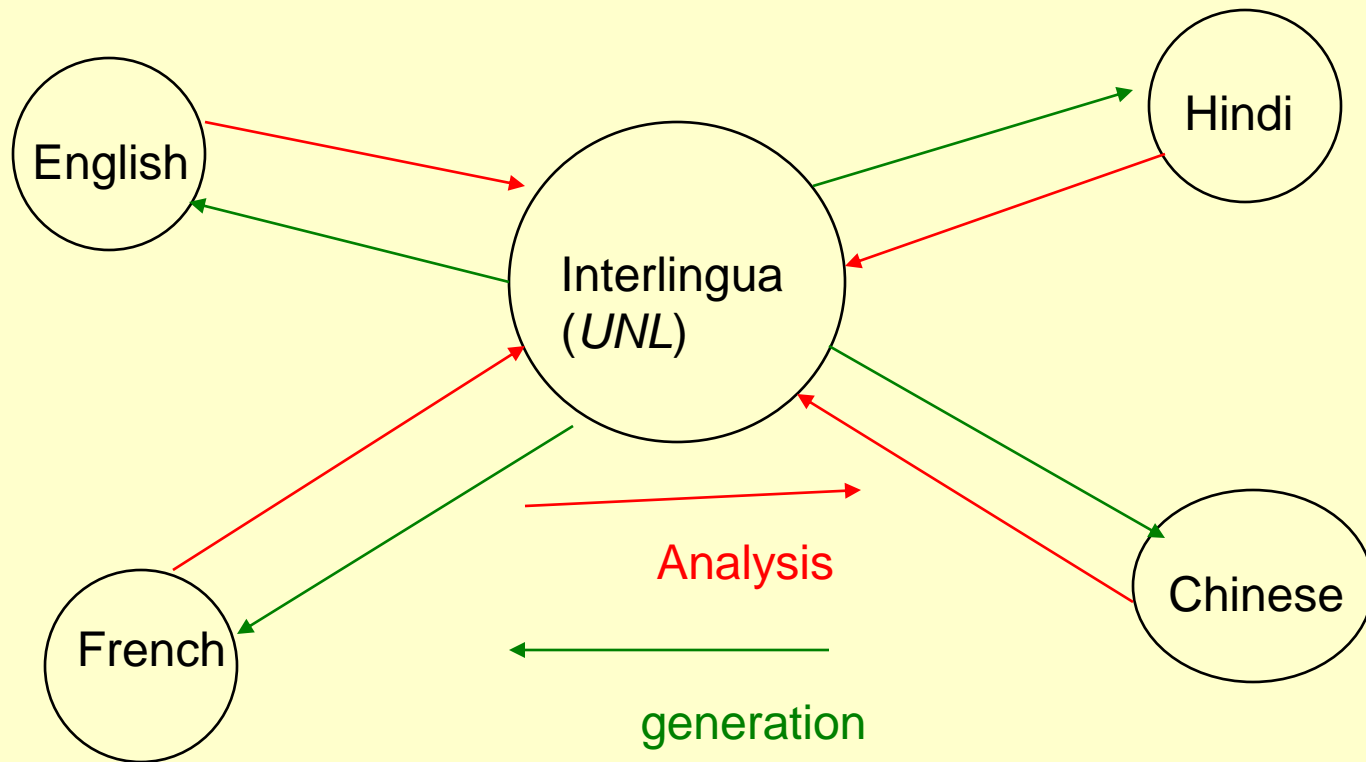 English
Hindi
Interlingua
(UNL)
Analysis
Chinese
French
generation